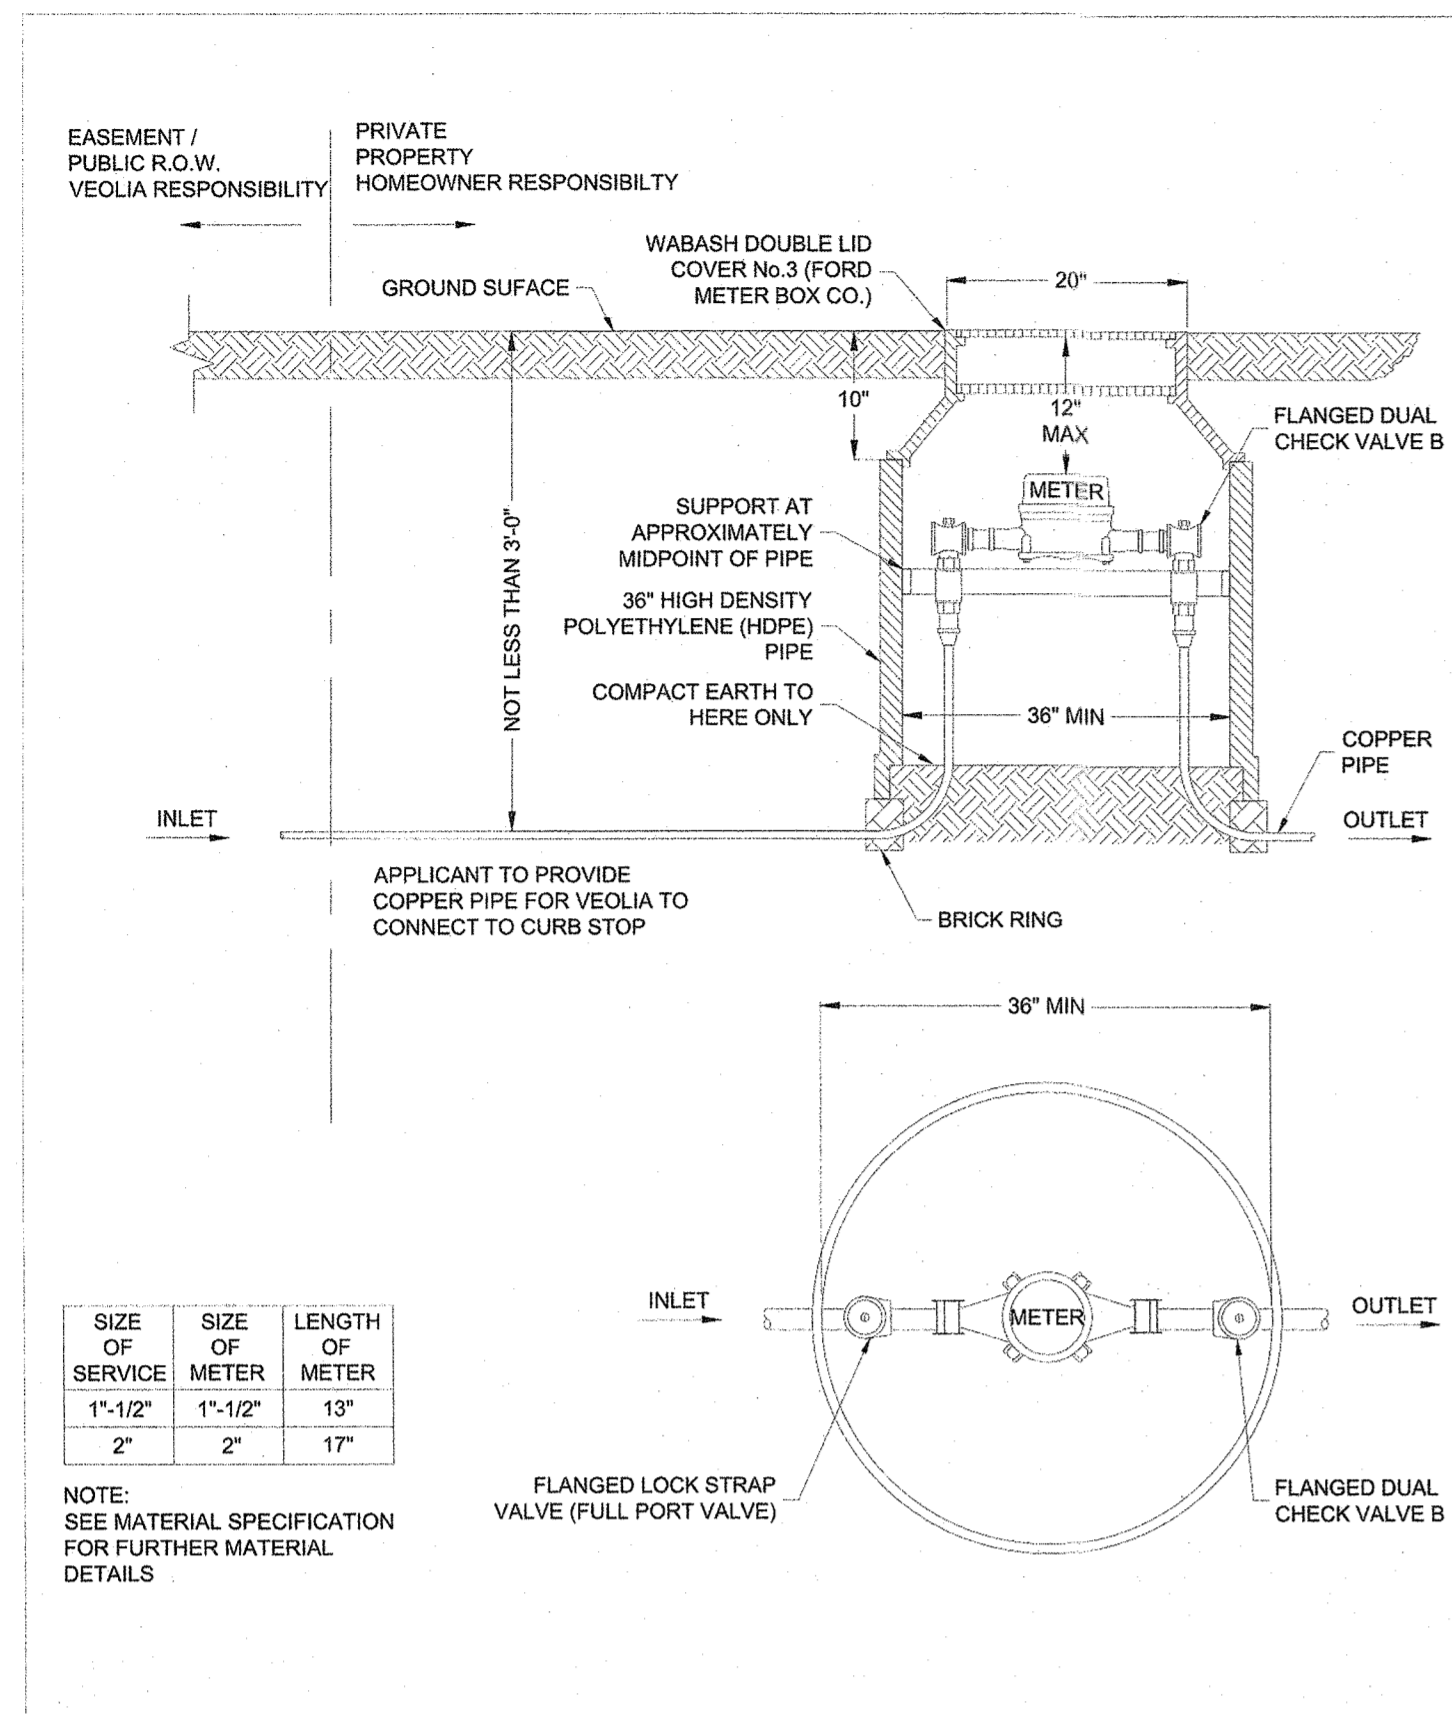 EASEMENT /
PUBLIC R.O.W.
VEOLIA RESPONSIBILITY
PRIVATE
PROPERTY
HOMEOWNER RESPONSIBILTY
WABASH DOUBLE LID
COVER No.3 (FORD
METER BOX CO.)
20"
GROUND SUFACE
10"
12"
MAX
FLANGED DUAL
CHECK VALVE B
METER
SUPPORT AT
APPROXIMATELY
MIDPOINT OF PIPE
NOT LESS THAN 3'-0"
36" HIGH DENSITY
POLYETHYLENE (HDPE)
PIPE
COMPACT EARTH TO
HERE ONLY
36" MIN
COPPER
PIPE
INLET
OUTLET
APPLICANT TO PROVIDE
COPPER PIPE FOR VEOLIA TO
CONNECT TO CURB STOP
BRICK RING
36" MIN
INLET
METER
OUTLET
SIZE OF SERVICE SIZE OF METER LENGTH OF METER
1"-1/2" 1"-1/2" 13"
2" 2" 17"
FLANGED LOCK STRAP
VALVE (FULL PORT VALVE)
FLANGED DUAL
CHECK VALVE B
NOTE:
SEE MATERIAL SPECIFICATION
FOR FURTHER MATERIAL
DETAILS